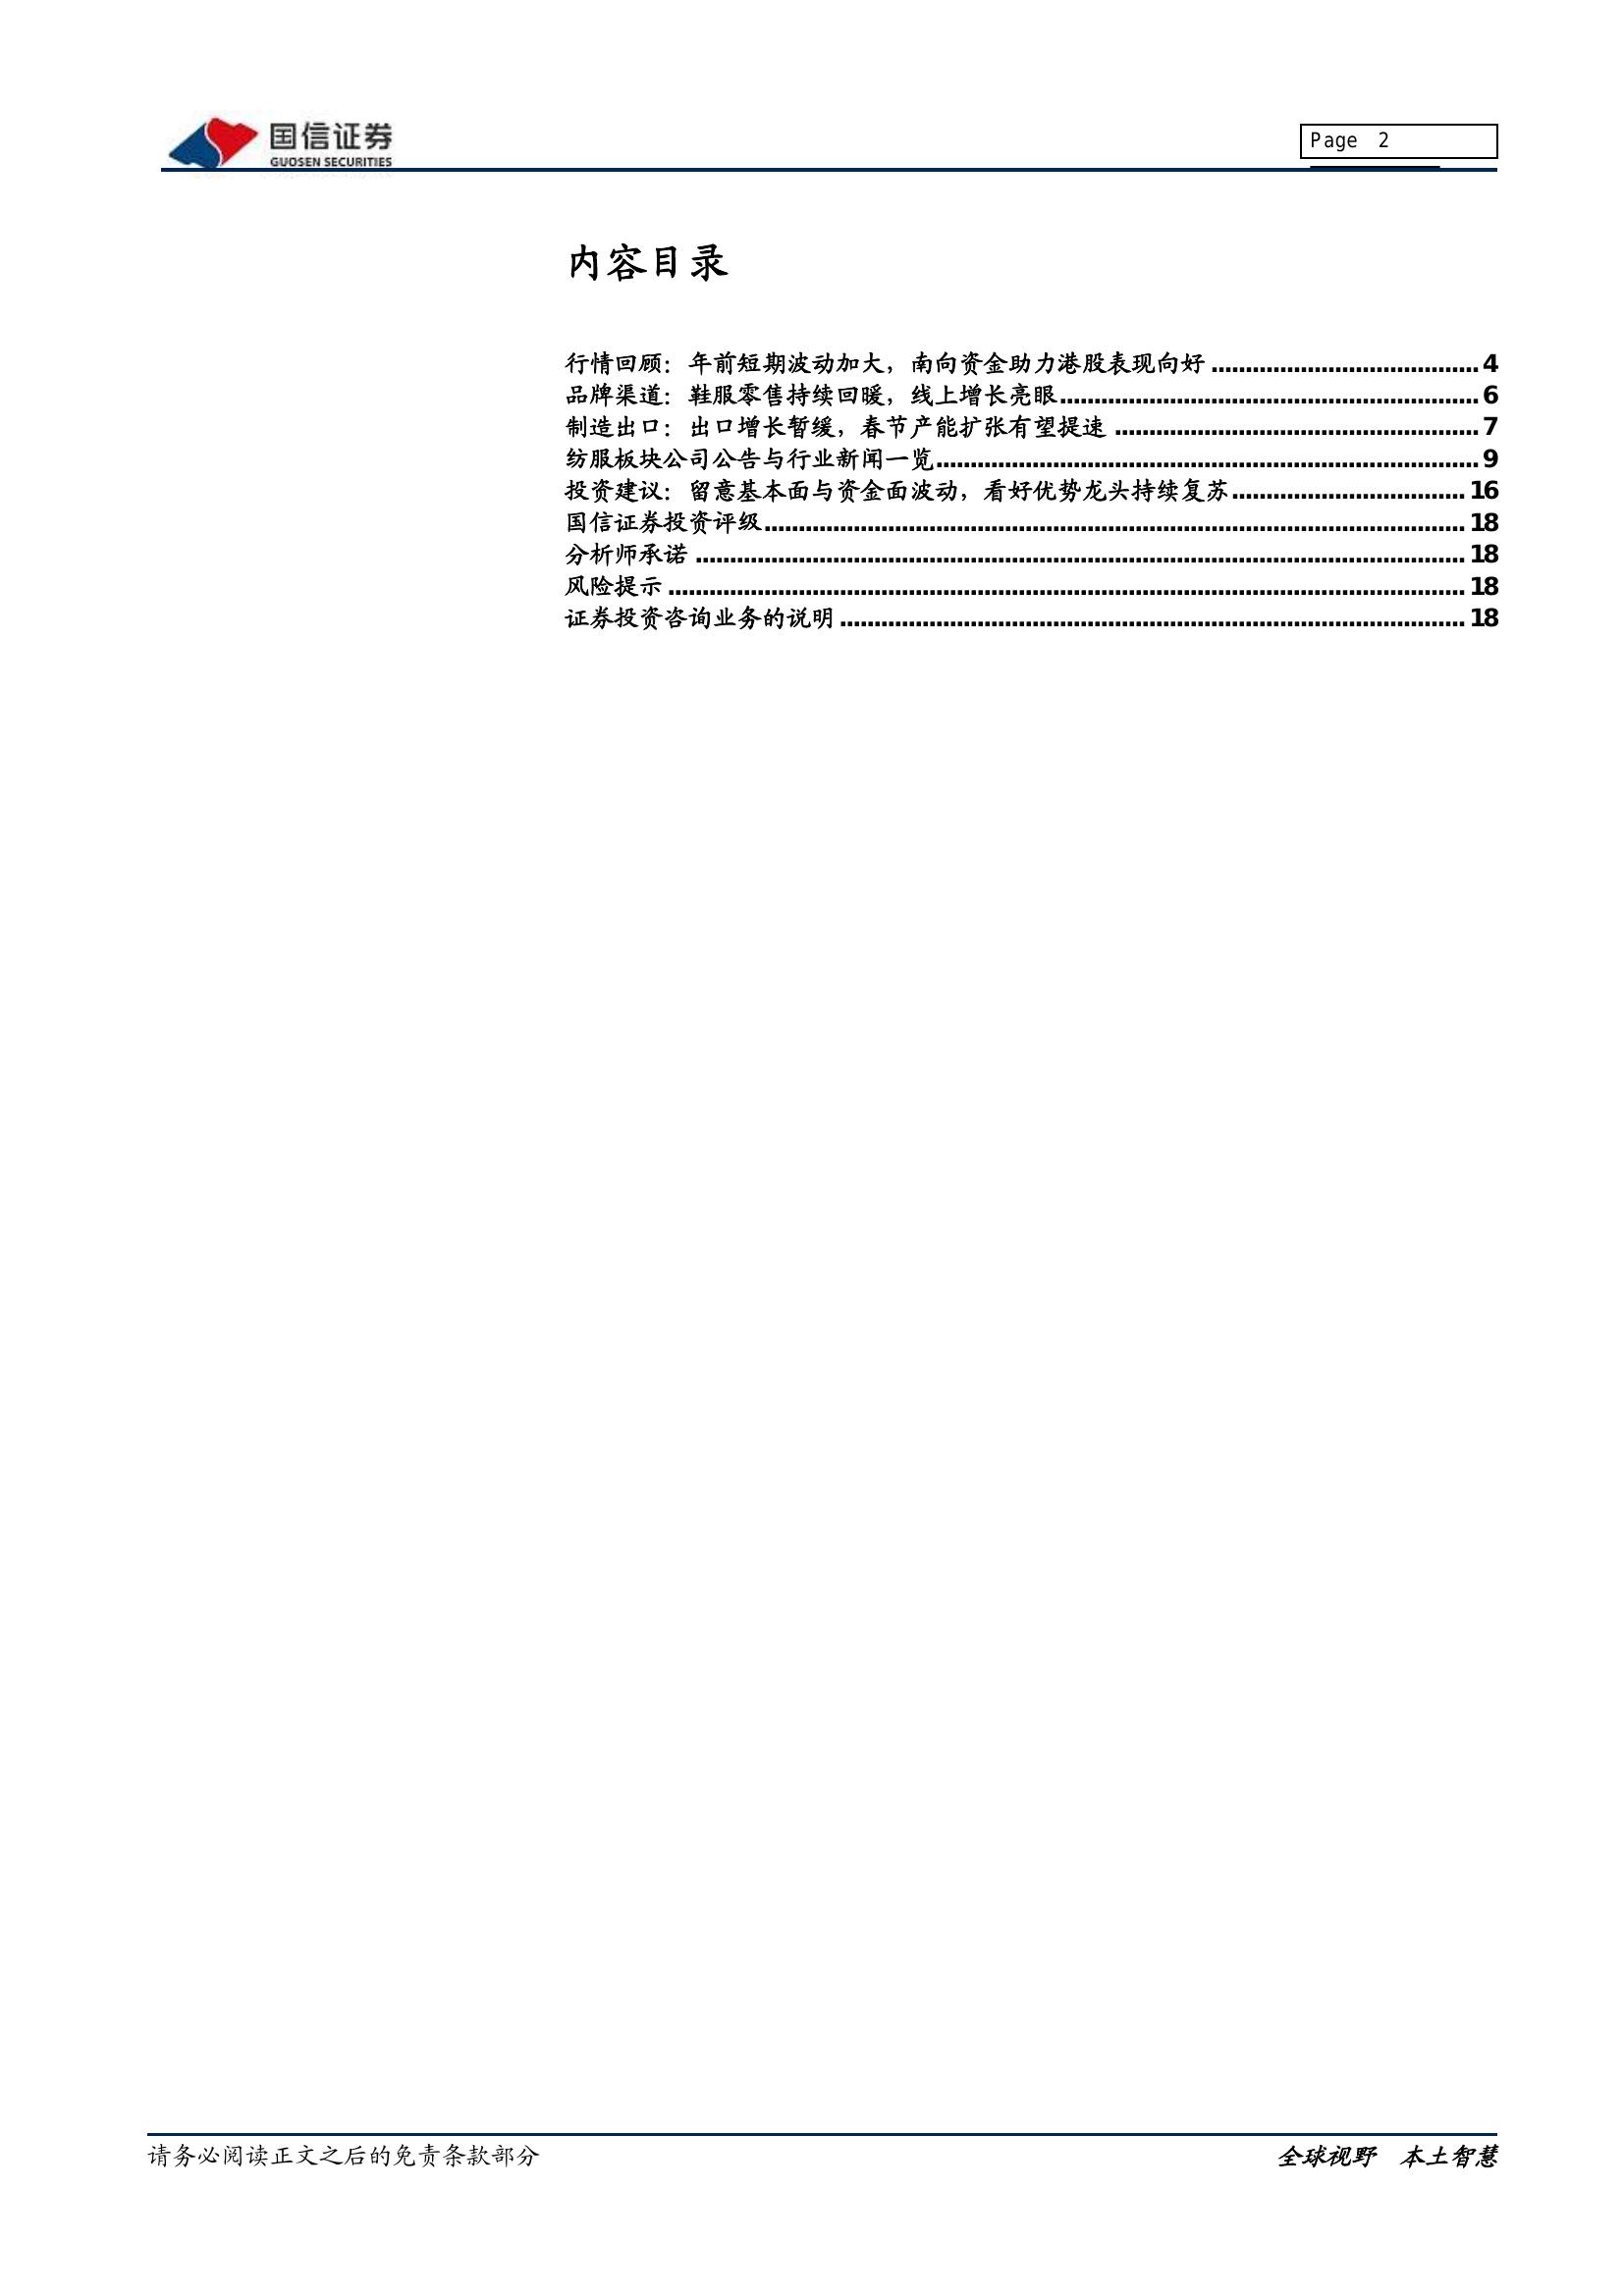 国信证券
GUOSEN SECURITIES
Page 2
内容目录
行情回顾：年前短期波动加大，南向资金助力港股表现向好 ....................................... 4
品牌渠道：鞋服零售持续回暖，线上增长亮眼............................................................. 6
制造出口：出口增长暂缓，春节产能扩张有望提速 ..................................................... 7
纺服板块公司公告与行业新闻一览............................................................................... 9
投资建议：留意基本面与资金面波动，看好优势龙头持续复苏.................................. 16
国信证券投资评级...................................................................................................... 18
分析师承诺 ................................................................................................................ 18
风险提示 .................................................................................................................... 18
证券投资咨询业务的说明 ........................................................................................... 18
请务必阅读正文之后的免责条款部分
全球视野 本土智慧